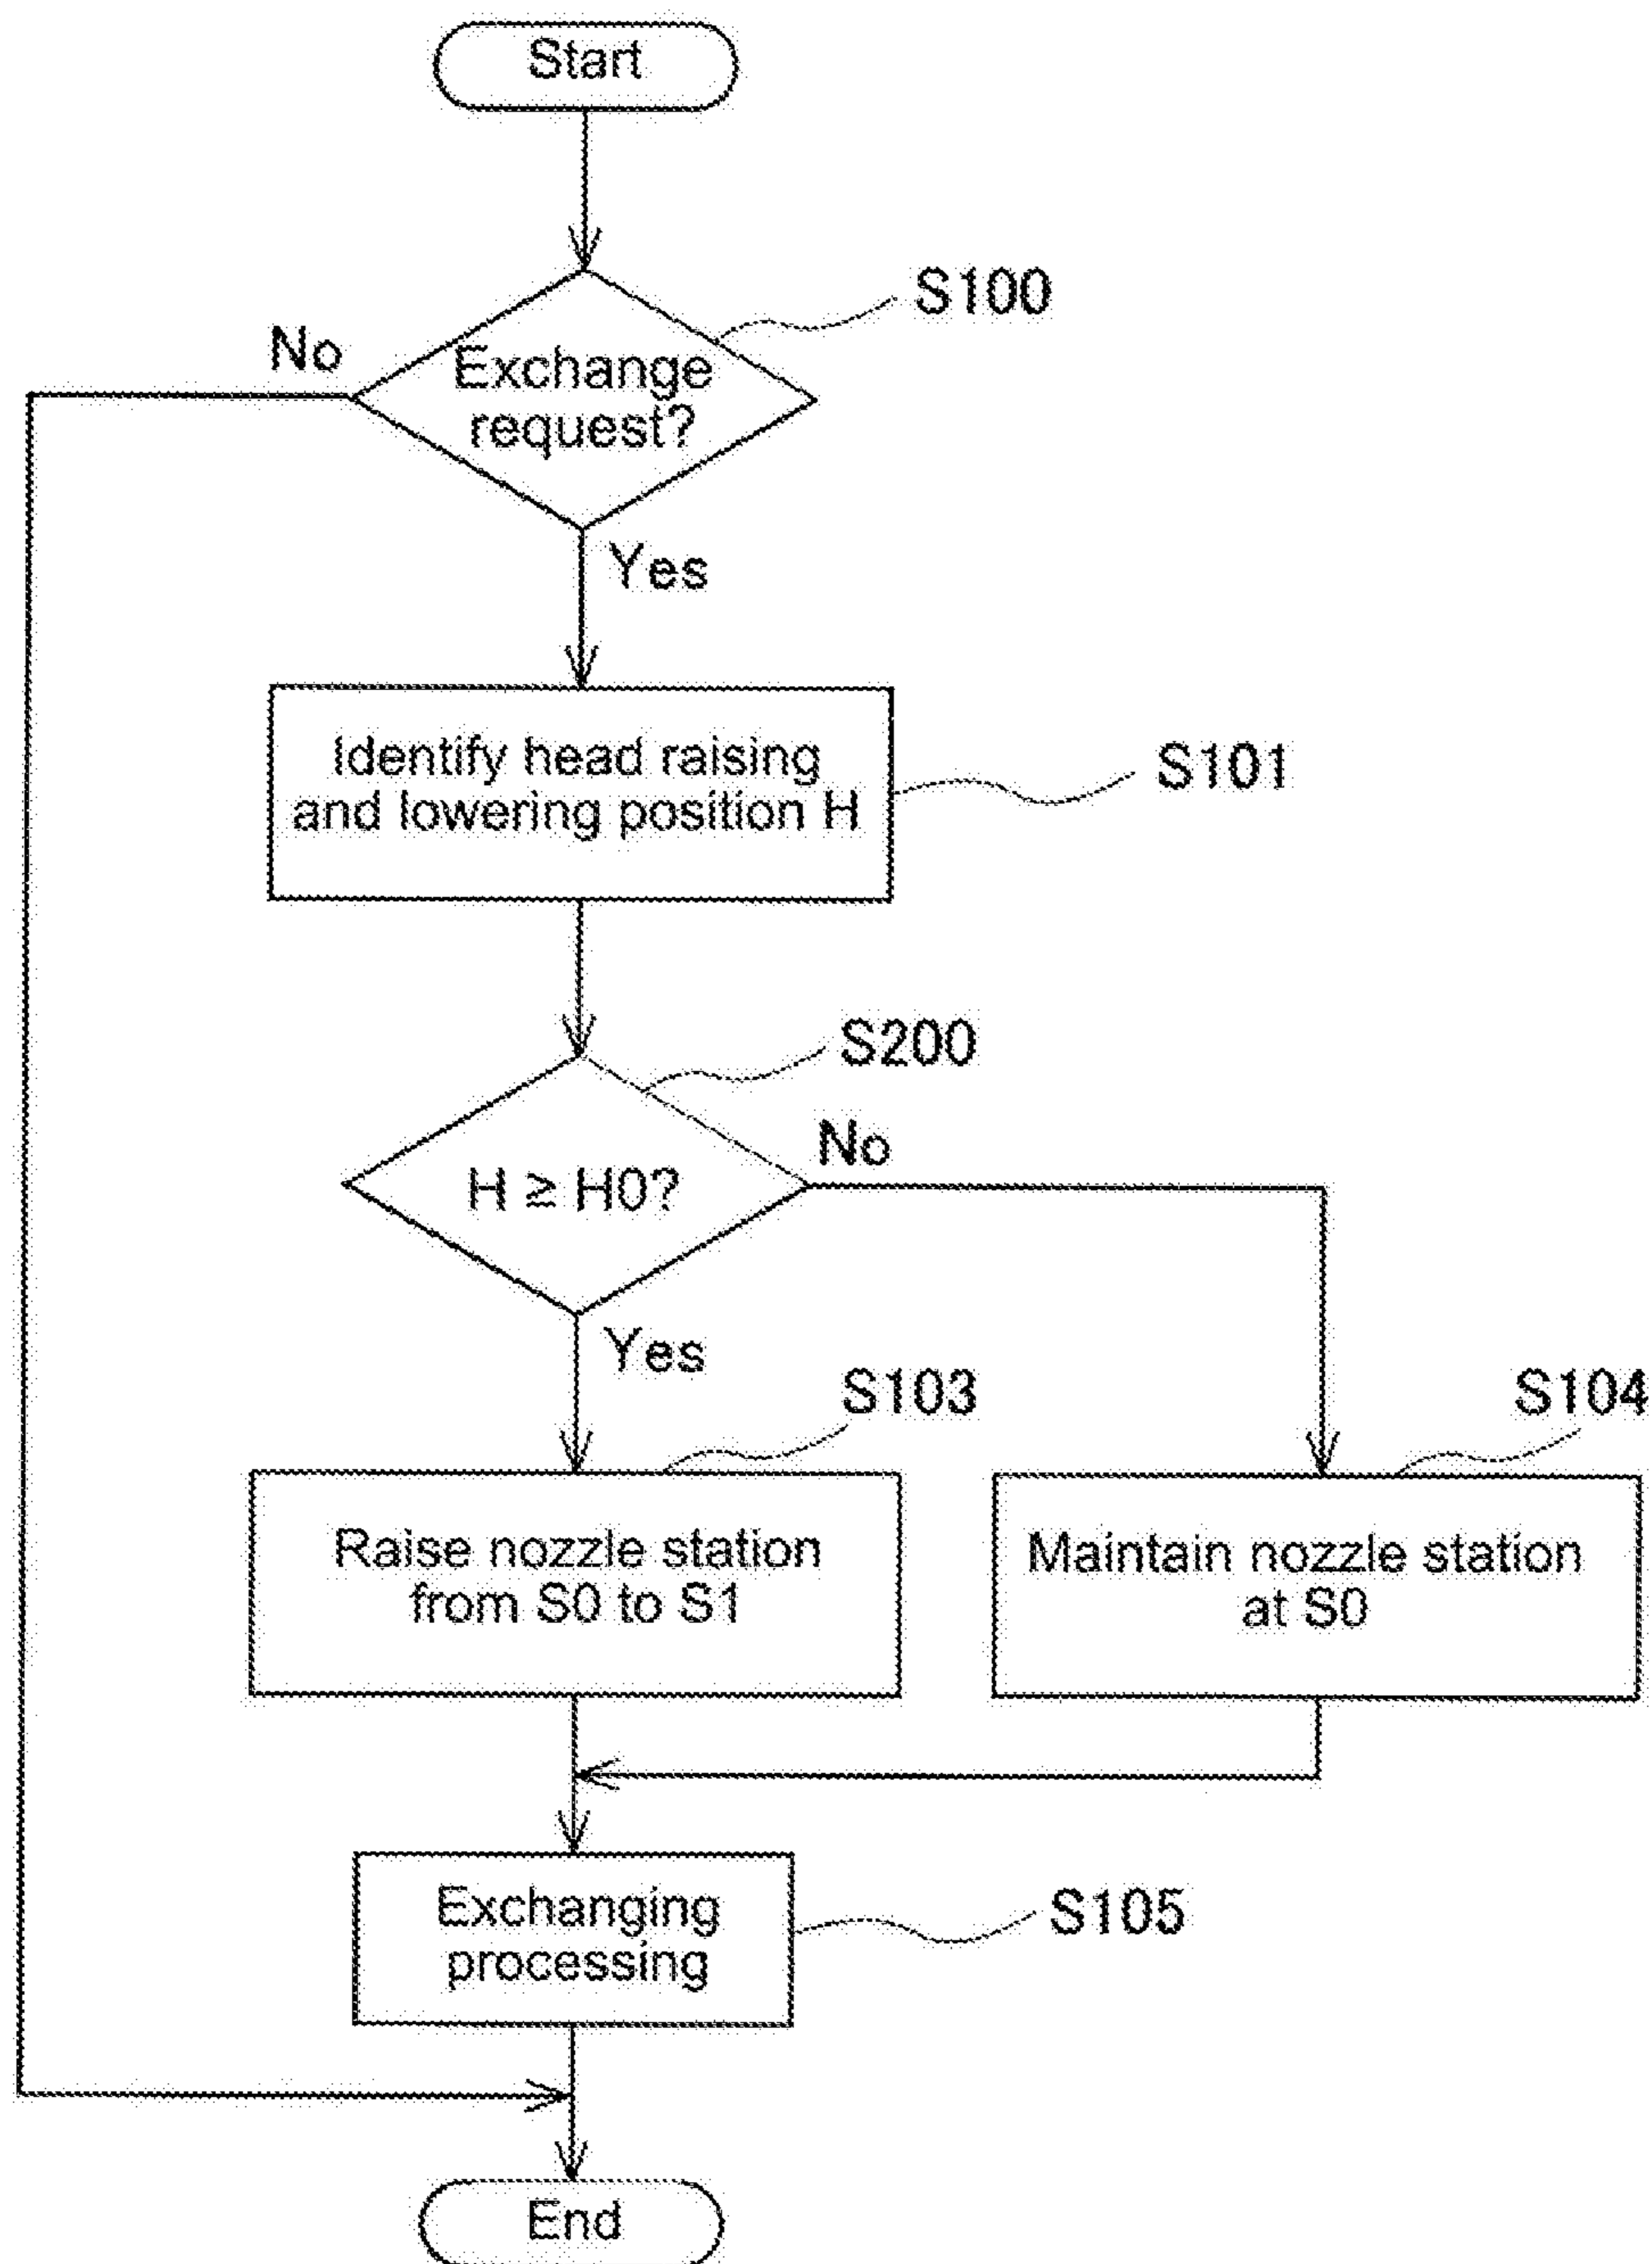 Start
S100
No
Exchange
request?
Yes
Identify head raising
and lowering position H
S101
S200
No
H ≧ H0?
Yes
S103
S104
Raise nozzle station
from S0 to S1
Maintain nozzle station
at S0
Exchanging
processing
S105
End